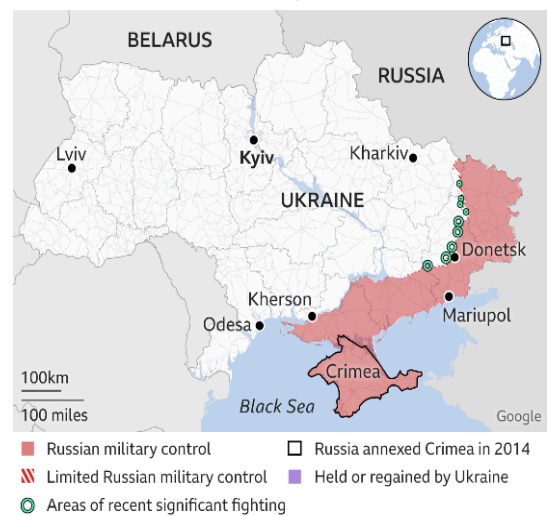 BELARUS
RUSSIA
Lviv
Kyiv
Kharkiv
UKRAINE
Donetsk
Kherson
Odesa
Mariupol
Crimea
100km
100 miles
Black Sea
Google
Russian military control
Russia annexed Crimea in 2014
Limited Russian military control
Held or regained by Ukraine
Areas of recent significant fighting